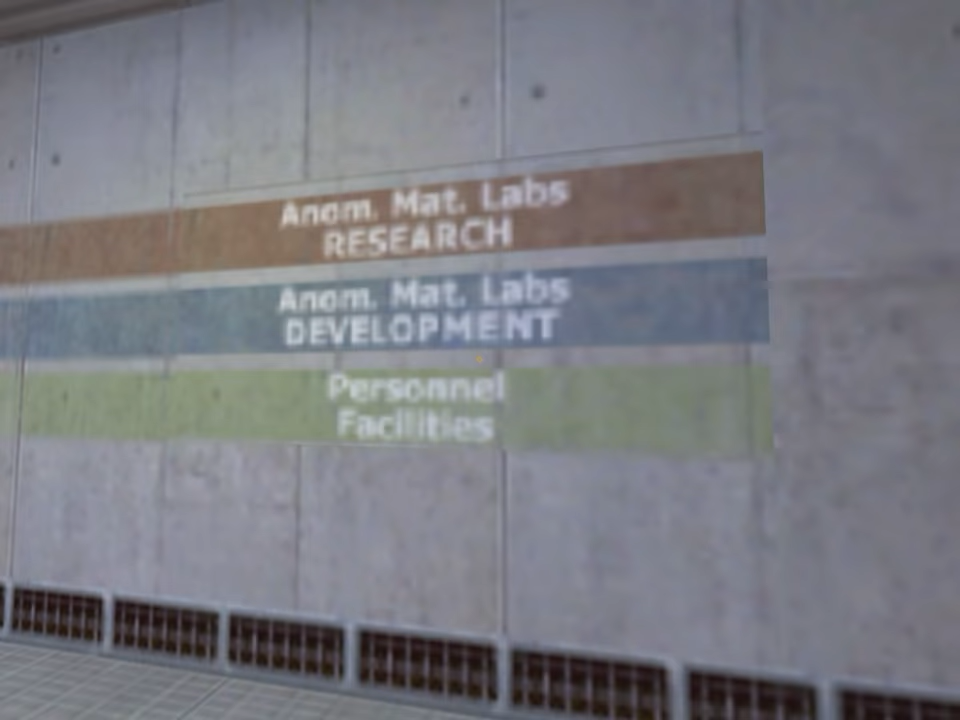 Anom. Mat. Labs
RESEARCH
Anom. Mat. Labs
DEVELOPMENT
Personnel
Facilities